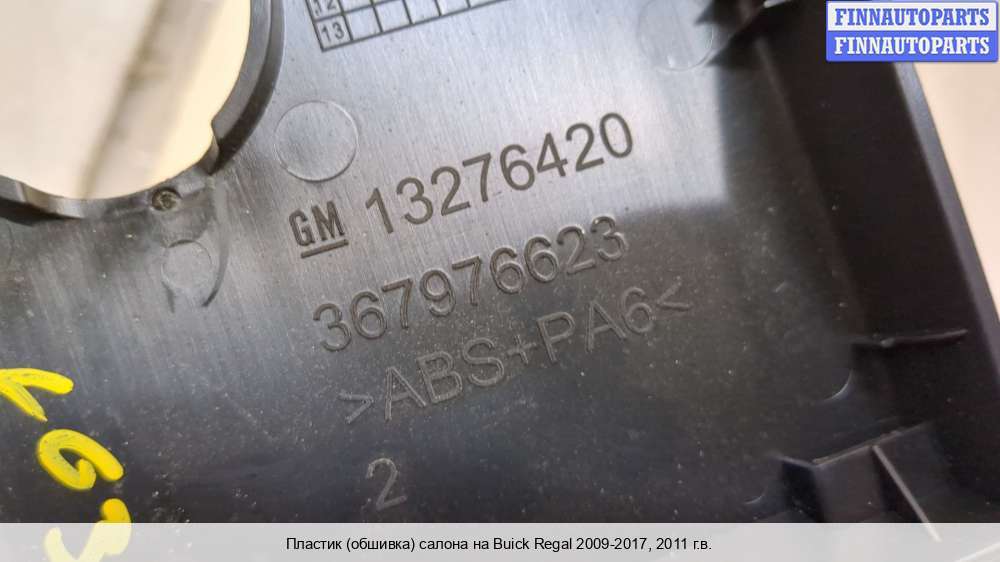 FINNAUTOPARTS
FINNAUTOPARTS
12
13
GM 13276420
367976623
>ABS+PA6<
2
Пластик (обшивка) салона на Buick Regal 2009-2017, 2011 г.в.